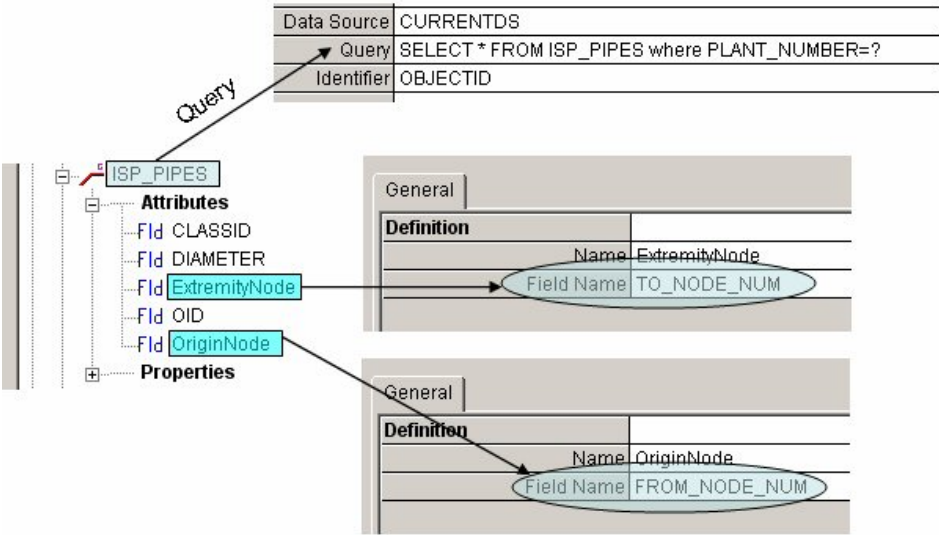 Data Source CURRENTDS
Query SELECT * FROM ISP_PIPES where PLANT_NUMBER=?
Identifier OBJECTID
Query
ISP_PIPES
Attributes
Fld CLASSID
Fld DIAMETER
Fld ExtremityNode
Fld OID
Fld OriginNode
Properties
General
Definition
Name ExtremityNode
Field Name TO_NODE_NUM
General
Definition
Name OriginNode
Field Name FROM_NODE_NUM